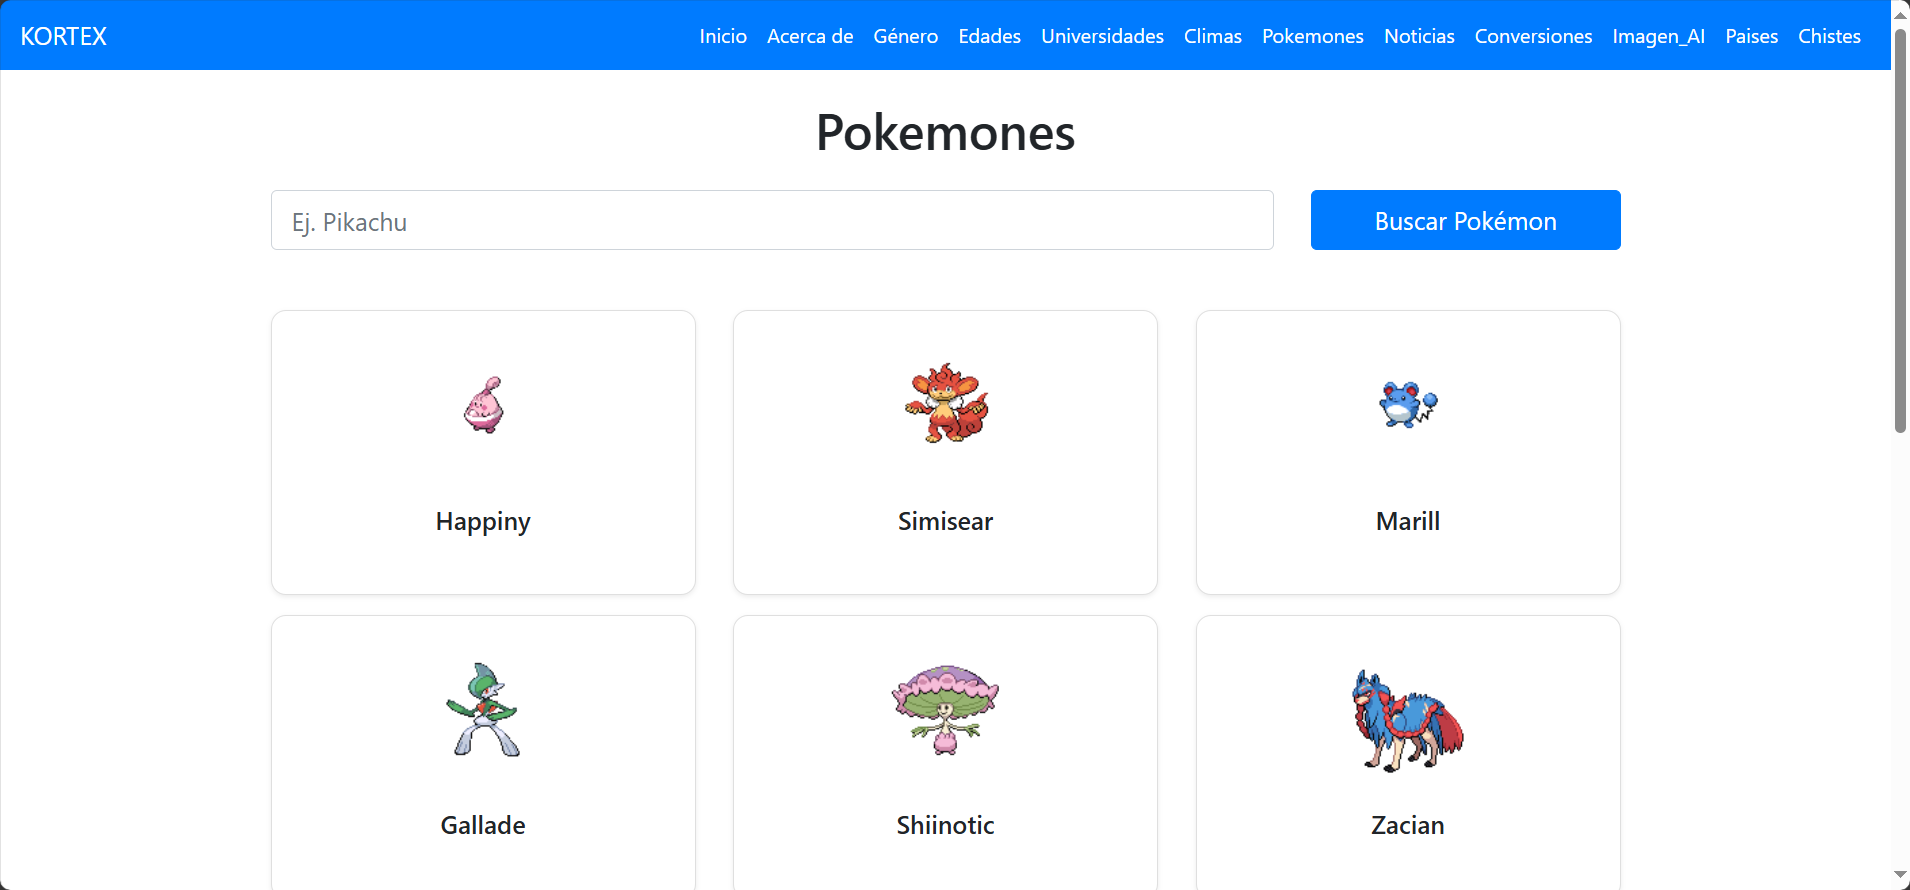 KORTEX Inicio Acerca de Género Edades Universidades Climas Pokemones Noticias Conversiones Imagen_AI Paises Chistes
Pokemones
Ej. Pikachu Buscar Pokémon
Happiny Simisear Marill
Gallade Shiinotic Zacian